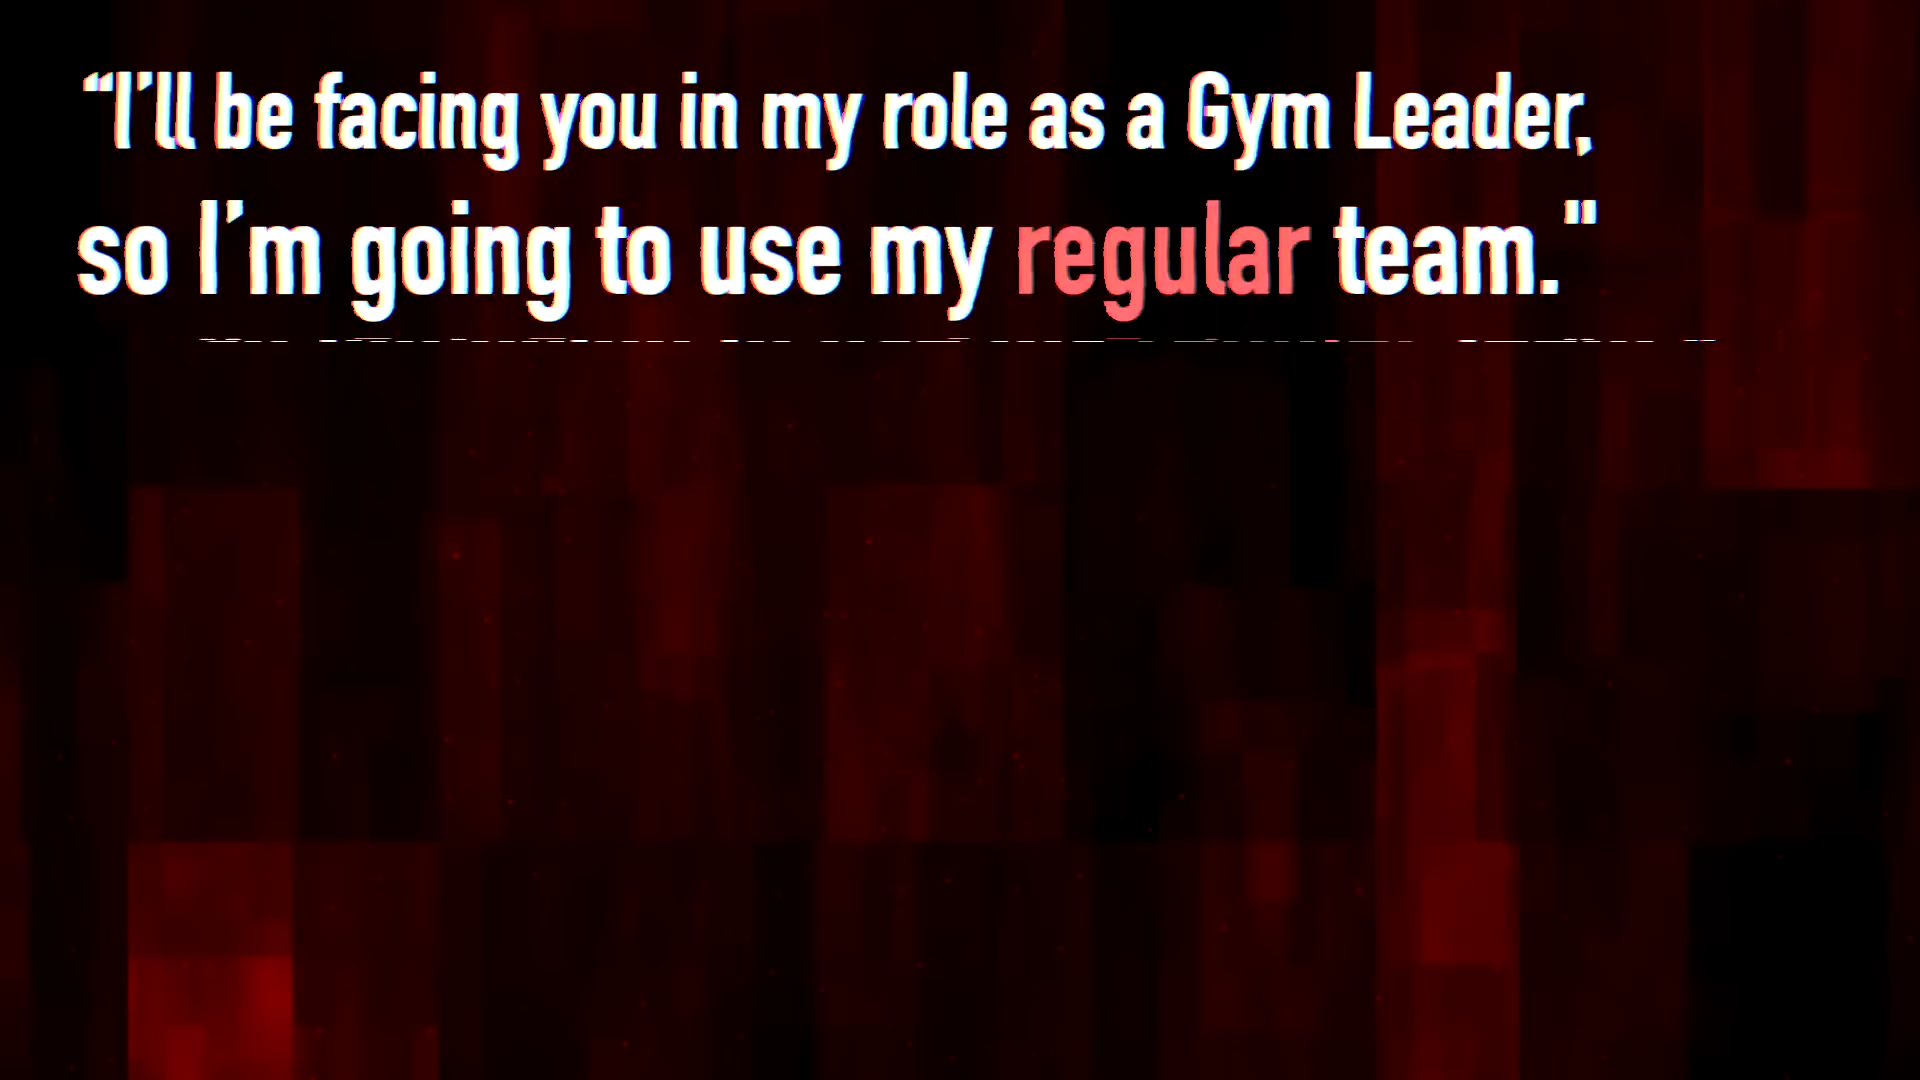 “I’ll be facing you in my role as a Gym Leader,
so I’m going to use my regular team."